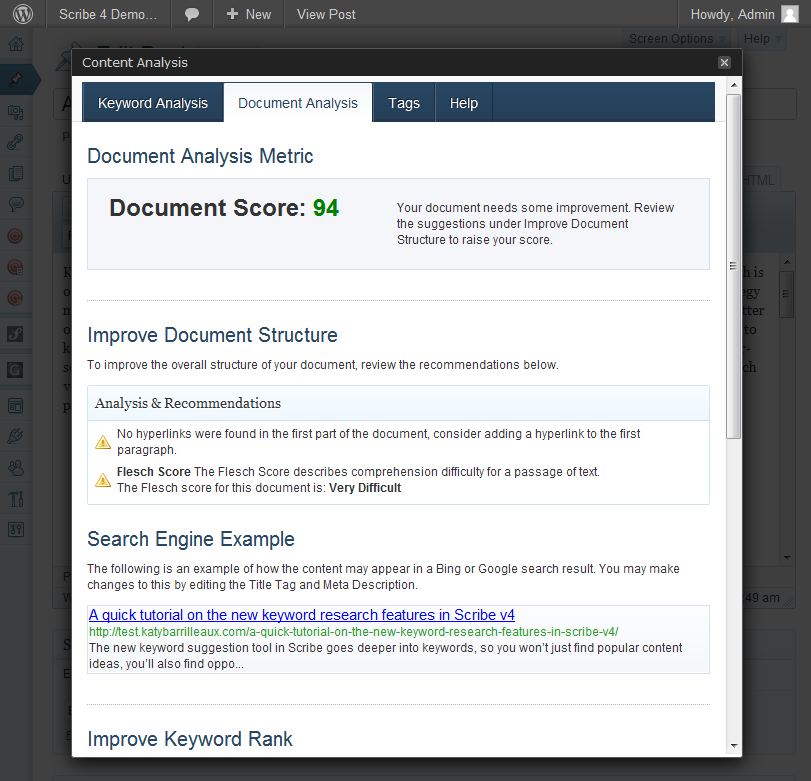 Scribe 4 Demo...
New
View Post
Howdy, Admin
Screen Options
Help
Content Analysis
Keyword Analysis
Document Analysis
Tags
Help
HTML
Document Analysis Metric
Document Score: 94
Your document needs some improvement. Review
the suggestions under Improve Document
Structure to raise your score.
Improve Document Structure
To improve the overall structure of your document, review the recommendations below.
Analysis & Recommendations
No hyperlinks were found in the first part of the document, consider adding a hyperlink to the first
paragraph.
Flesch Score The Flesch Score describes comprehension difficulty for a passage of text.
The Flesch score for this document is: Very Difficult
Search Engine Example
The following is an example of how the content may appear in a Bing or Google search result. You may make
changes to this by editing the Title Tag and Meta Description.
A quick tutorial on the new keyword research features in Scribe v4
http://test.katybarrilleaux.com/a-quick-tutorial-on-the-new-keyword-research-features-in-scribe-v4/
The new keyword suggestion tool in Scribe goes deeper into keywords, so you won't just find popular content
ideas, you'll also find oppo...
49 am
Improve Keyword Rank